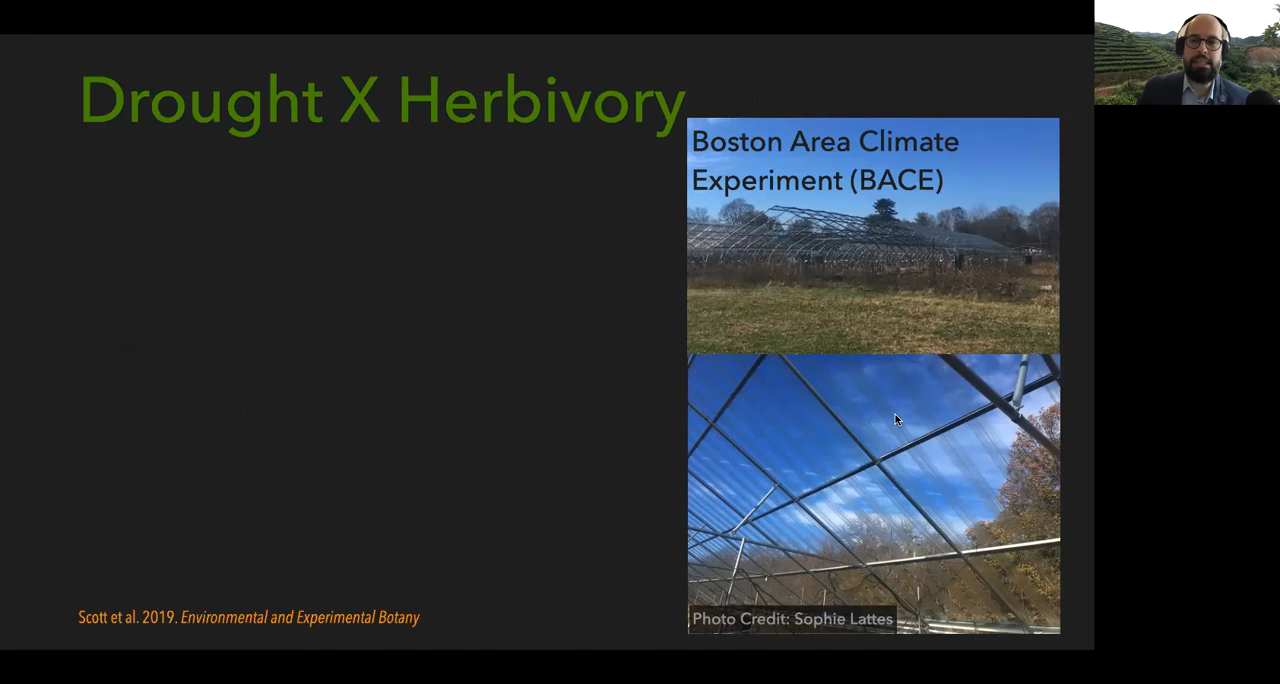 Drought X Herbivory
Boston Area Climate
Experiment (BACE)
Scott et al. 2019. Environmental and Experimental Botany
Photo Credit: Sophie Lattes